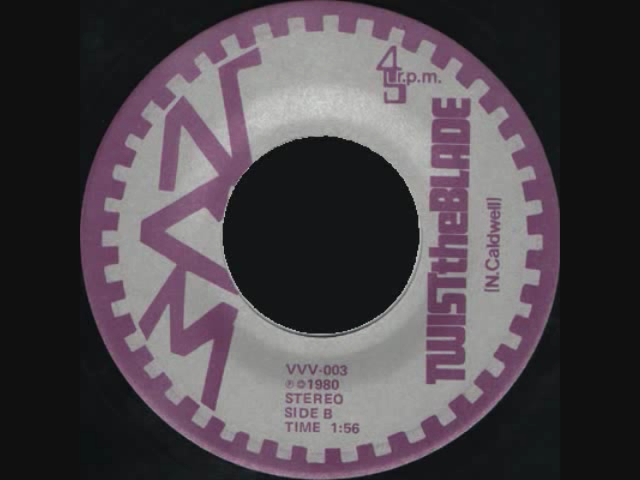 45 r.p.m.
TWISTtheBLADE
(N.Caldwell)
VVV-003
℗©1980
STEREO
SIDE B
TIME 1:56